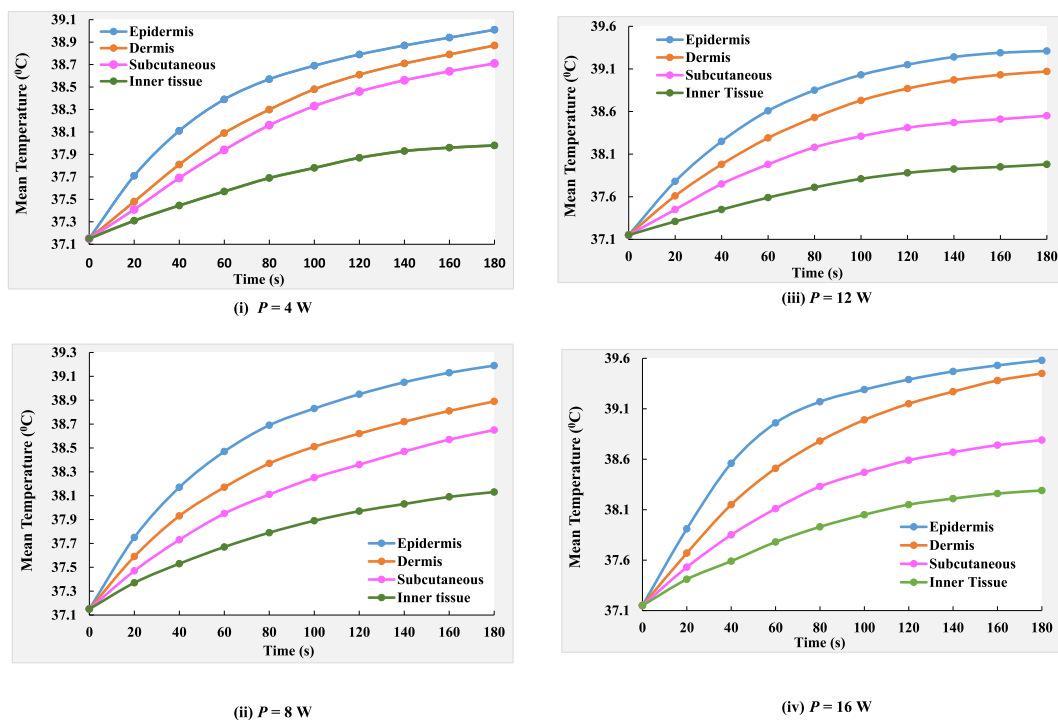 39.1
38.9
38.7
38.5
38.3
38.1
37.9
37.7
37.5
37.3
37.1
Mean Temperature (⁰C)
Epidermis
Dermis
Subcutaneous
Inner tissue
0 20 40 60 80 100 120 140 160 180
Time (s)
(i) P = 4 W
39.6
39.1
38.6
38.1
37.6
37.1
Mean Temperature (⁰C)
Epidermis
Dermis
Subcutaneous
Inner Tissue
0 20 40 60 80 100 120 140 160 180
Time (s)
(iii) P = 12 W
39.3
39.1
38.9
38.7
38.5
38.3
38.1
37.9
37.7
37.5
37.3
37.1
Mean Temperature (⁰C)
Epidermis
Dermis
Subcutaneous
Inner tissue
0 20 40 60 80 100 120 140 160 180
Time (s)
(ii) P = 8 W
39.6
39.1
38.6
38.1
37.6
37.1
Mean Temperature (⁰C)
Epidermis
Dermis
Subcutaneous
Inner Tissue
0 20 40 60 80 100 120 140 160 180
Time (s)
(iv) P = 16 W